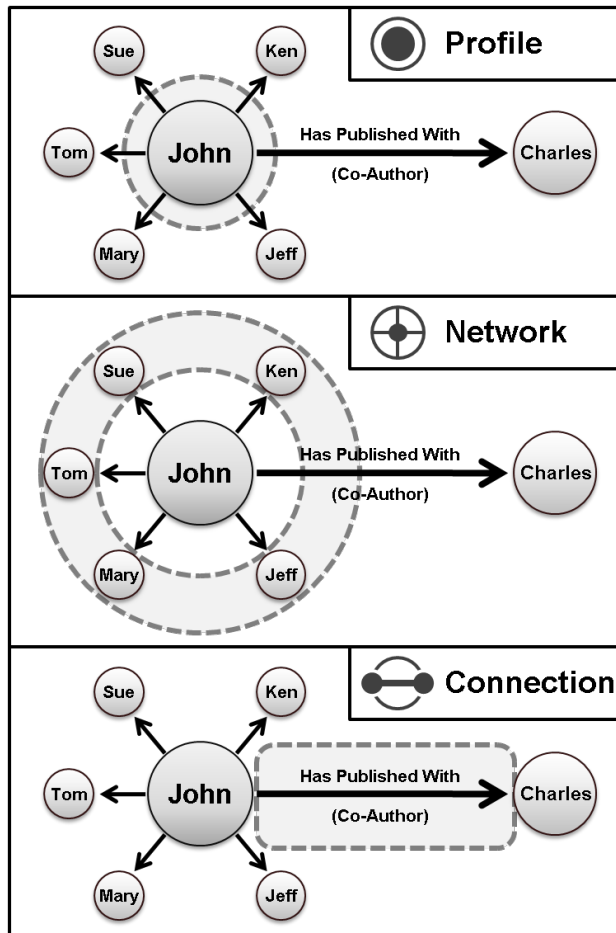 Profile
Sue
Ken
Tom
John
Has Published With
(Co-Author)
Charles
Mary
Jeff
Network
Sue
Ken
Tom
John
Has Published With
(Co-Author)
Charles
Mary
Jeff
Connection
Sue
Ken
Tom
John
Has Published With
(Co-Author)
Charles
Mary
Jeff